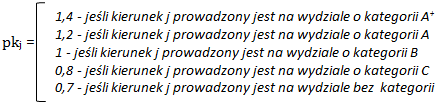 1,4 - jeśli kierunek j prowadzony jest na wydziale o kategorii A⁺
1,2 - jeśli kierunek j prowadzony jest na wydziale o kategorii A
pkⱼ = 1 - jeśli kierunek j prowadzony jest na wydziale o kategorii B
0,8 - jeśli kierunek j prowadzony jest na wydziale o kategorii C
0,7 - jeśli kierunek j prowadzony jest na wydziale bez kategorii